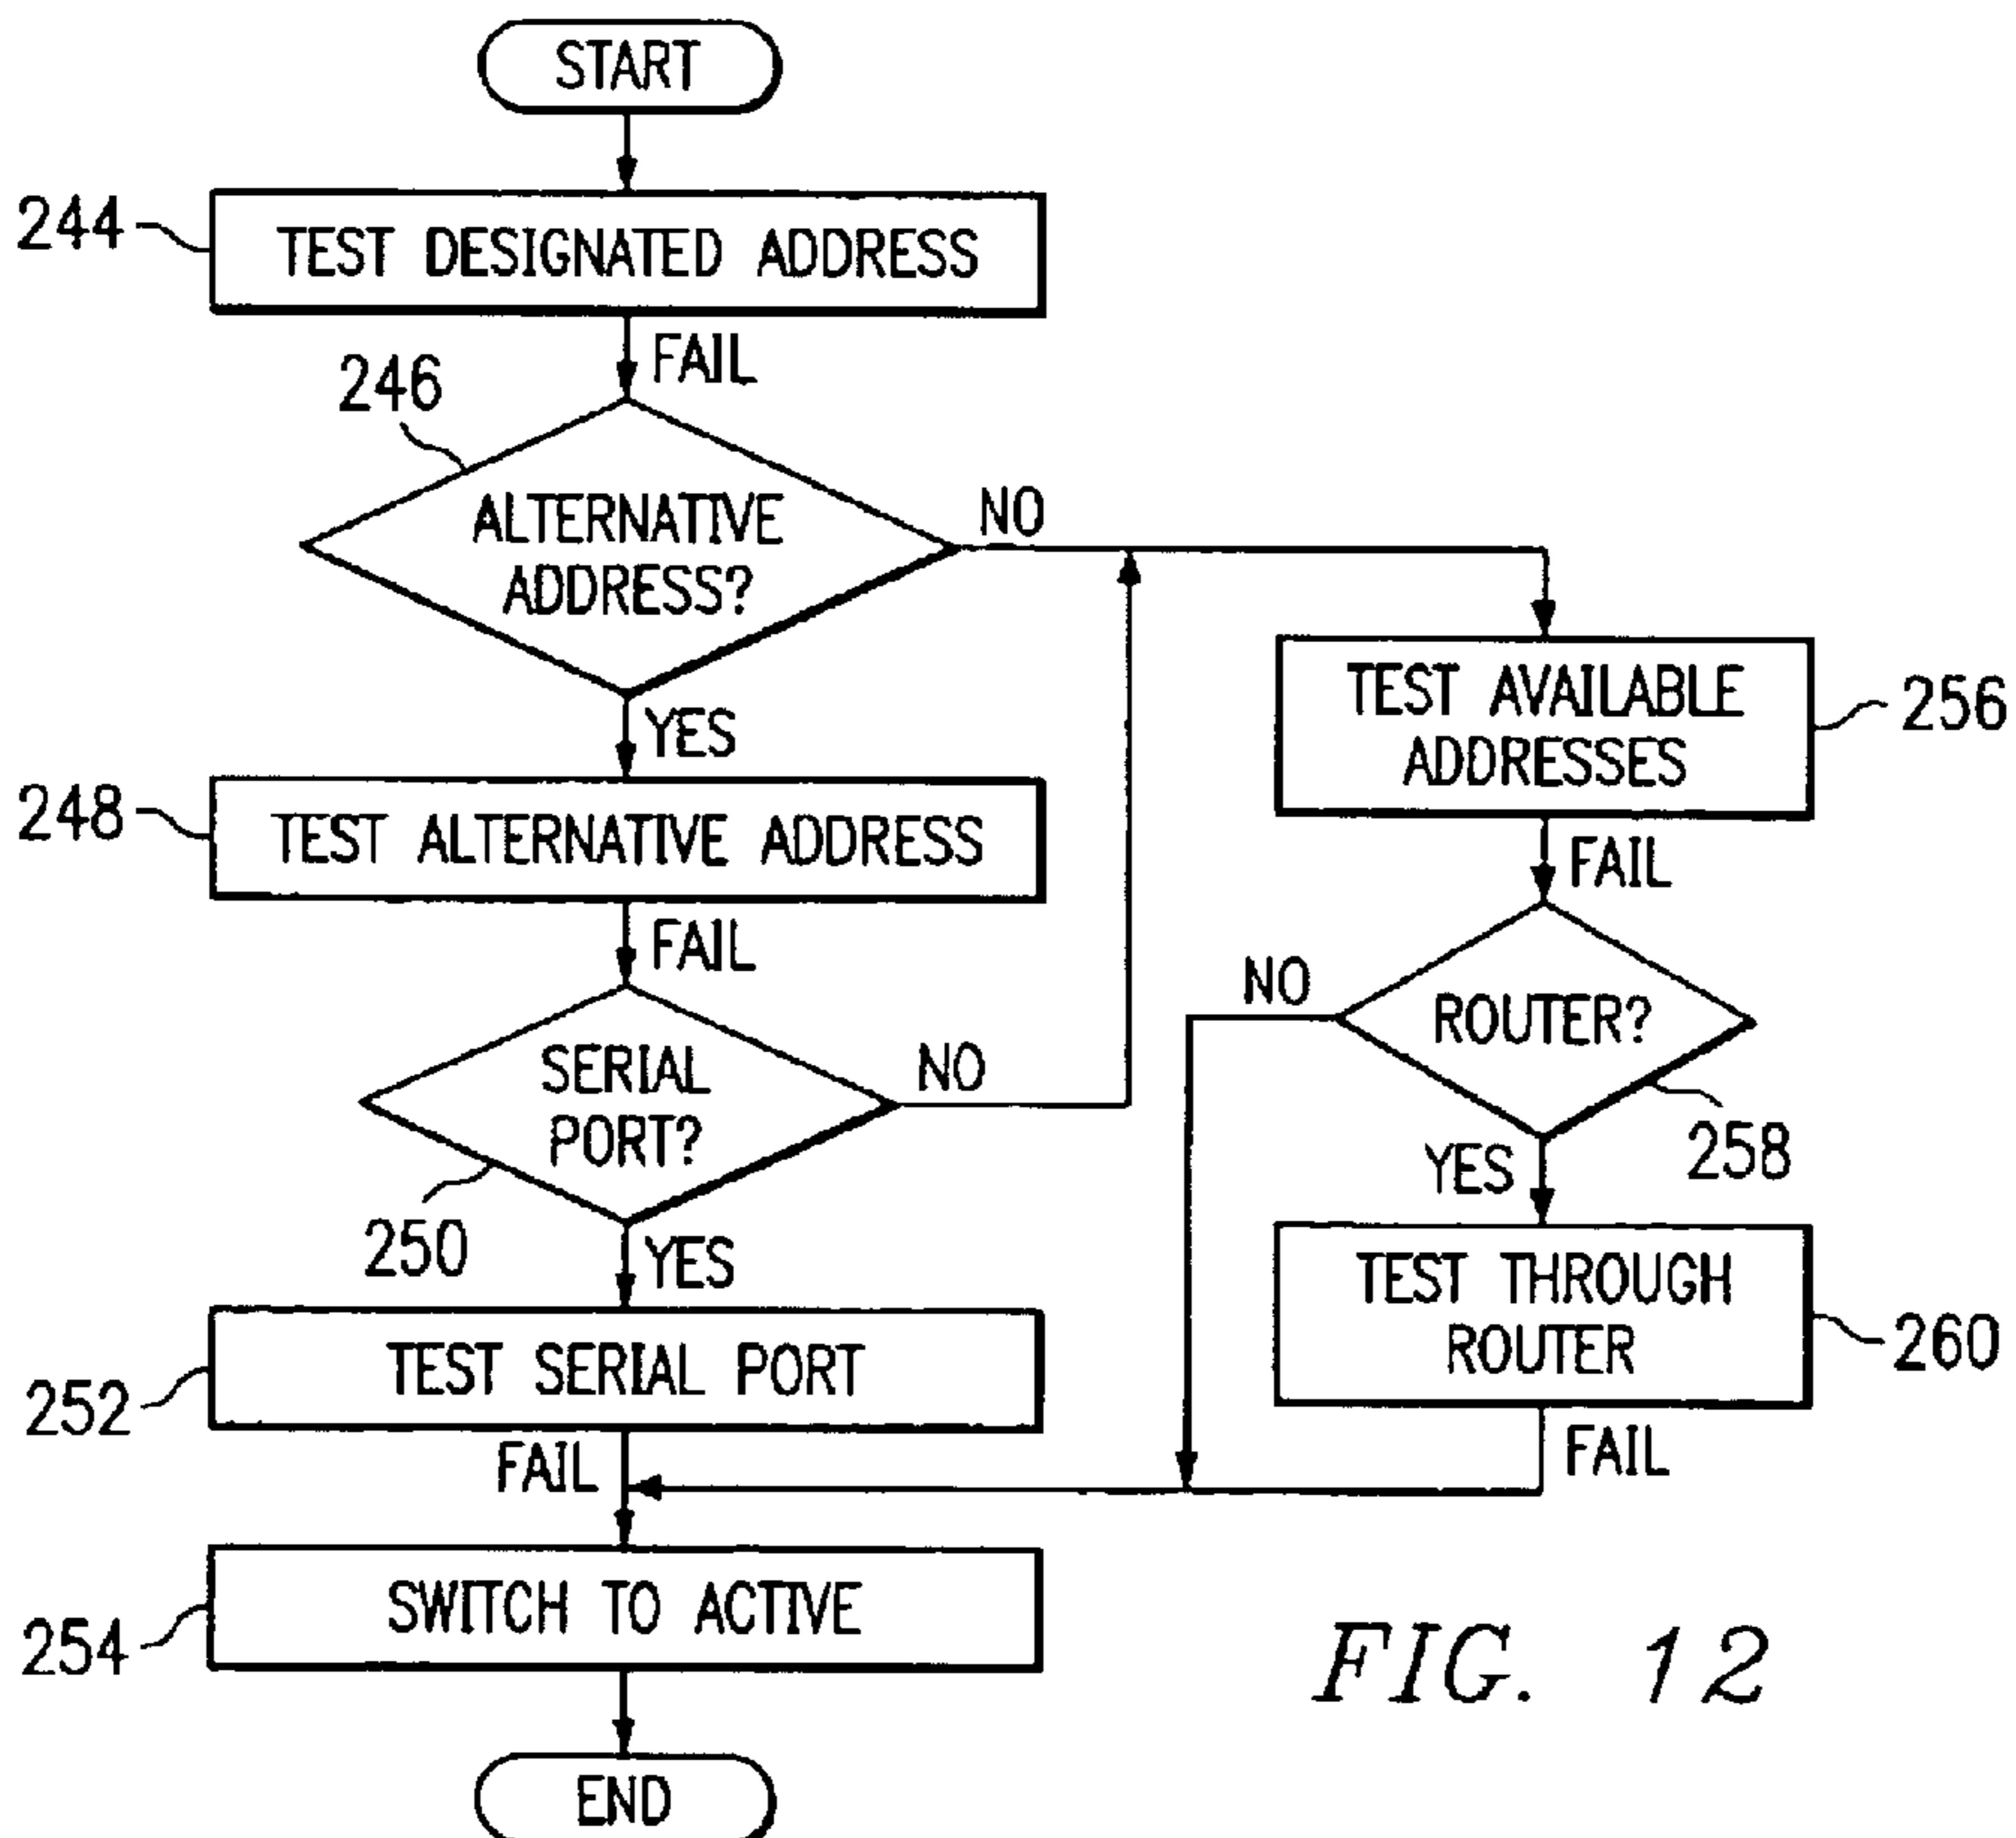 START
244
TEST DESIGNATED ADDRESS
FAIL
246
ALTERNATIVE
ADDRESS?
NO
YES
248
TEST ALTERNATIVE ADDRESS
FAIL
SERIAL
PORT?
NO
250
YES
252
TEST SERIAL PORT
FAIL
254
SWITCH TO ACTIVE
END
TEST AVAILABLE
ADDRESSES
256
FAIL
NO
ROUTER?
258
YES
TEST THROUGH
ROUTER
260
FAIL
FIG. 12